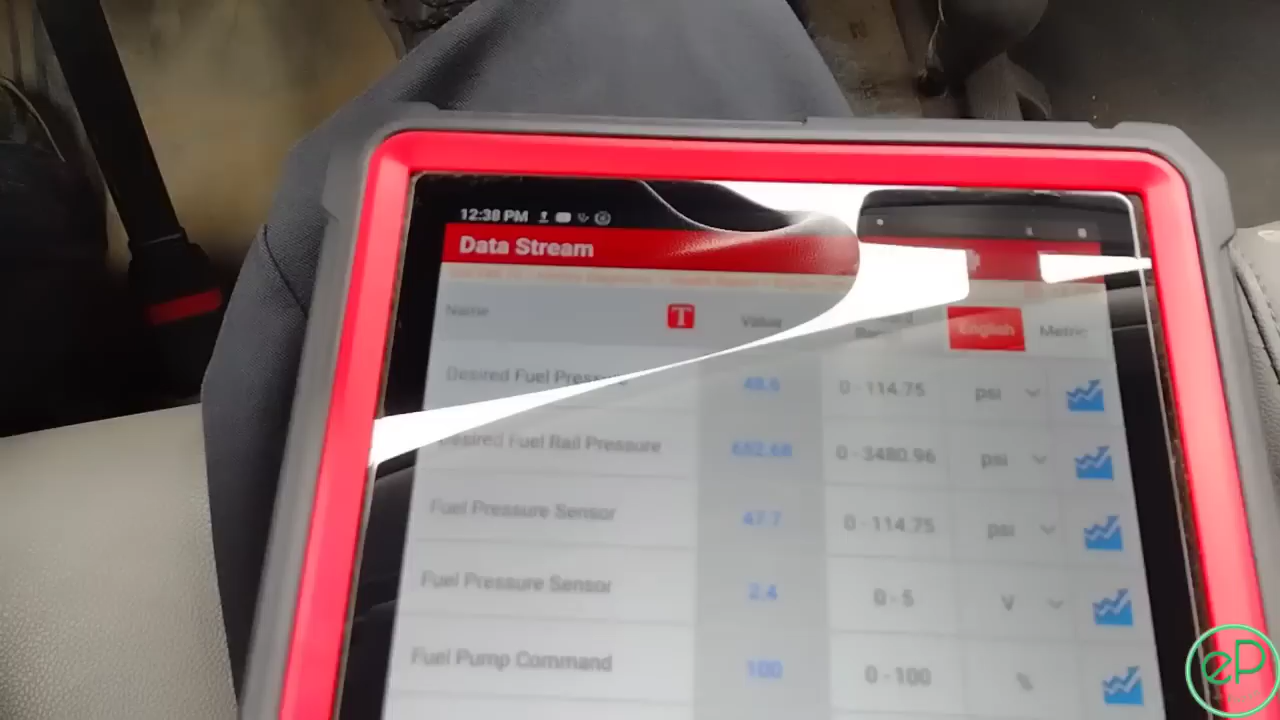 12:38 PM
Data Stream
Name T Value English Metric
Desired Fuel Pressure 48.6 0 - 114.75 psi
Desired Fuel Rail Pressure 652.68 0 - 3480.96 psi
Fuel Pressure Sensor 47.7 0 - 114.75 psi
Fuel Pressure Sensor 2.4 0 - 5 V
Fuel Pump Command 100 0 - 100 %
eP